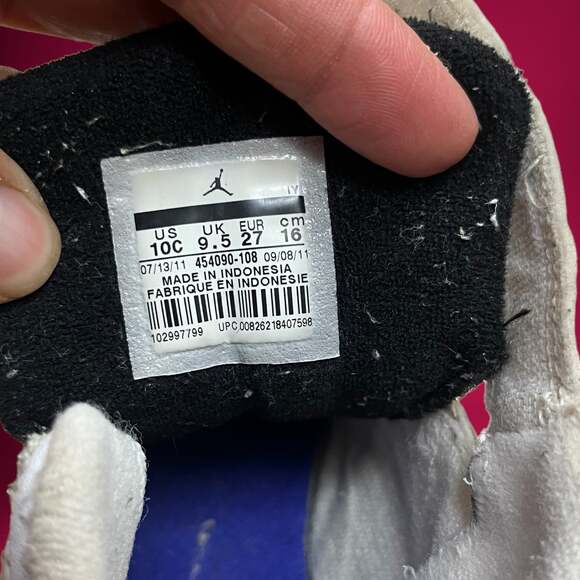 IY
US UK EUR cm
10C 9.5 27 16
07/13/11 454090-108 09/08/11
MADE IN INDONESIA
FABRIQUE EN INDONESIE
102997799 UPC:00826218407598